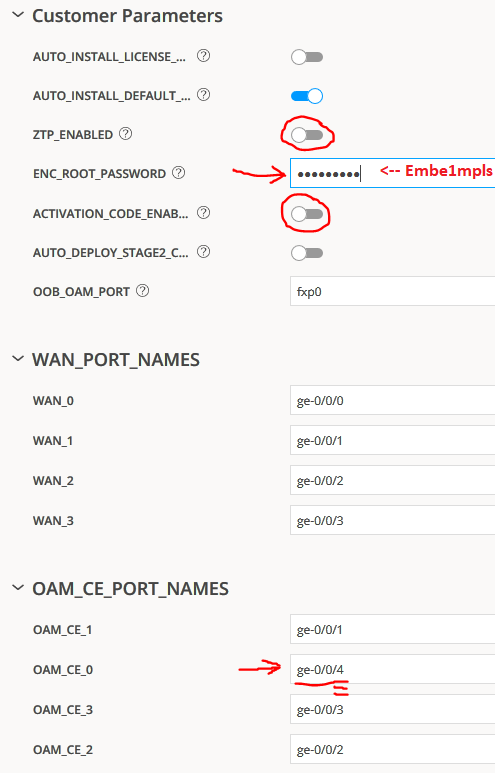 Customer Parameters
AUTO_INSTALL_LICENSE_... ?
AUTO_INSTALL_DEFAULT_... ?
ZTP_ENABLED ?
ENC_ROOT_PASSWORD ? ••••••••• <-- Embe1mpls
ACTIVATION_CODE_ENAB... ?
AUTO_DEPLOY_STAGE2_C... ?
OOB_OAM_PORT ? fxp0
WAN_PORT_NAMES
WAN_0 ge-0/0/0
WAN_1 ge-0/0/1
WAN_2 ge-0/0/2
WAN_3 ge-0/0/3
OAM_CE_PORT_NAMES
OAM_CE_1 ge-0/0/1
OAM_CE_0 ge-0/0/4
OAM_CE_3 ge-0/0/3
OAM_CE_2 ge-0/0/2